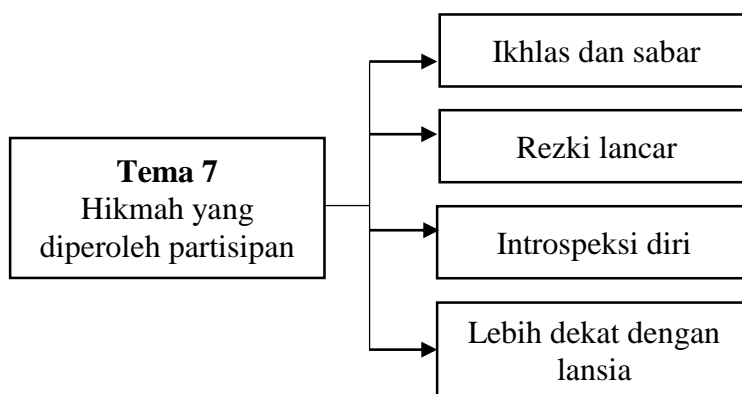 Tema 7
Hikmah yang
diperoleh partisipan
Ikhlas dan sabar
Rezki lancar
Introspeksi diri
Lebih dekat dengan
lansia